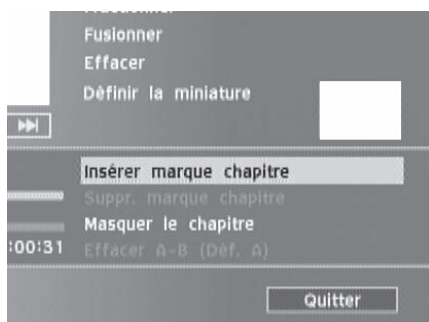 Fusionner
Effacer
Définir la miniature
Insérer marque chapitre
Suppr. marque chapitre
Masquer le chapitre
:00:31
Effacer A-B (Déf. A)
Quitter